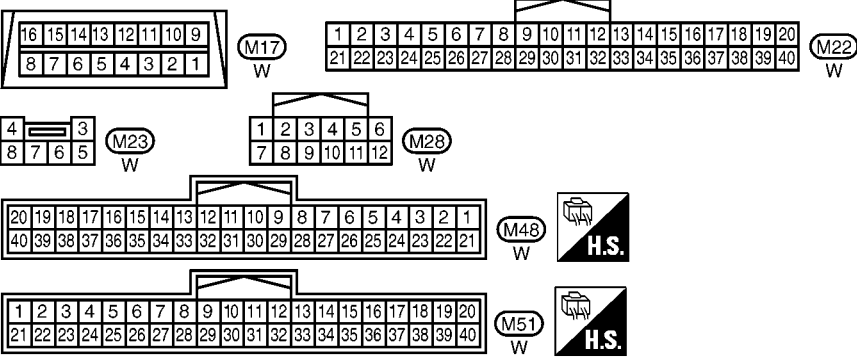 16 15 14 13 12 11 10 9
8 7 6 5 4 3 2 1
M17
W
1 2 3 4 5 6 7 8 9 10 11 12 13 14 15 16 17 18 19 20
21 22 23 24 25 26 27 28 29 30 31 32 33 34 35 36 37 38 39 40
M22
W
4 3
8 7 6 5
M23
W
1 2 3 4 5 6
7 8 9 10 11 12
M28
W
20 19 18 17 16 15 14 13 12 11 10 9 8 7 6 5 4 3 2 1
40 39 38 37 36 35 34 33 32 31 30 29 28 27 26 25 24 23 22 21
M48
W
H.S.
1 2 3 4 5 6 7 8 9 10 11 12 13 14 15 16 17 18 19 20
21 22 23 24 25 26 27 28 29 30 31 32 33 34 35 36 37 38 39 40
M51
W
H.S.